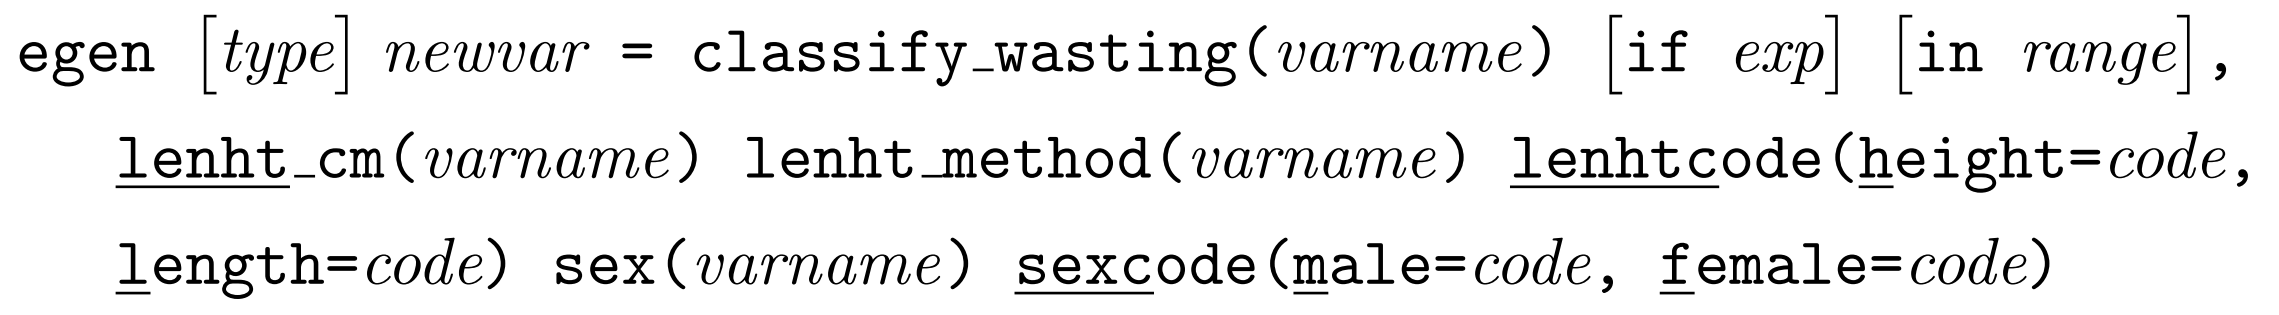 egen [type] newvar = classify_wasting(varname) [if exp] [in range],
lenht_cm(varname) lenht_method(varname) lenhtcode(height=code,
length=code) sex(varname) sexcode(male=code, female=code)